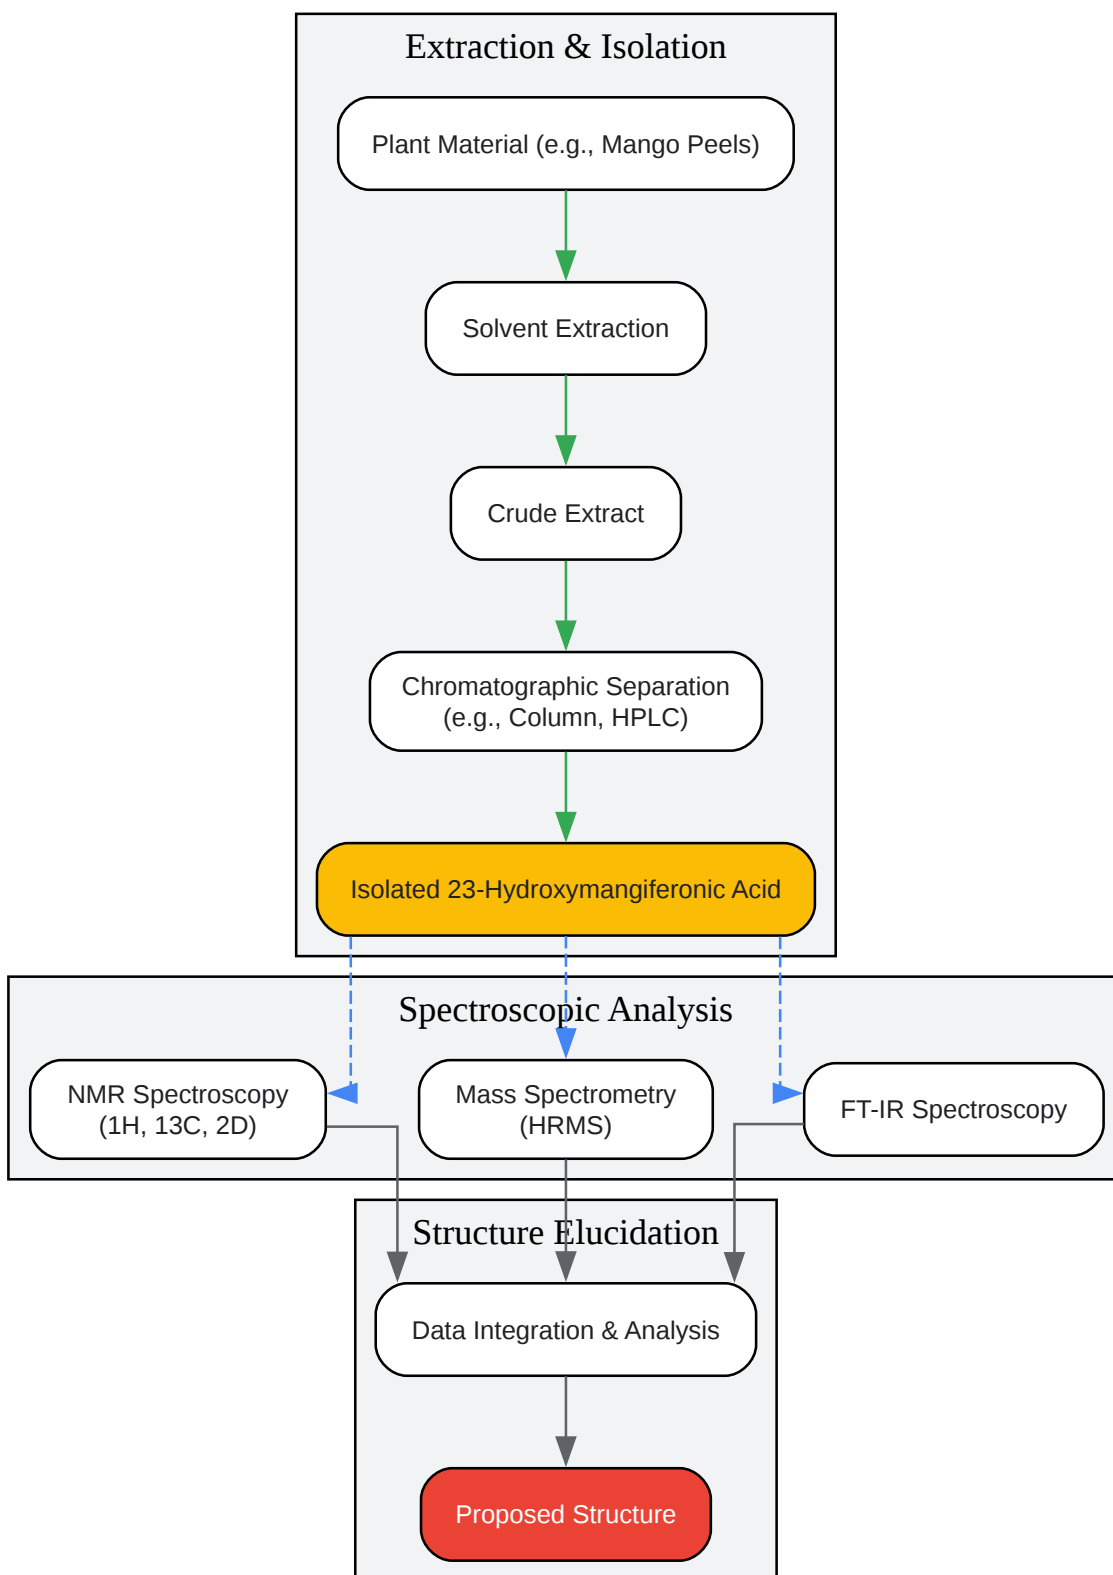 Extraction & Isolation
Plant Material (e.g., Mango Peels)
Solvent Extraction
Crude Extract
Chromatographic Separation
(e.g., Column, HPLC)
Isolated 23-Hydroxymangiferonic Acid
Spectroscopic Analysis
NMR Spectroscopy
(1H, 13C, 2D)
Mass Spectrometry
(HRMS)
FT-IR Spectroscopy
Structure Elucidation
Data Integration & Analysis
Proposed Structure